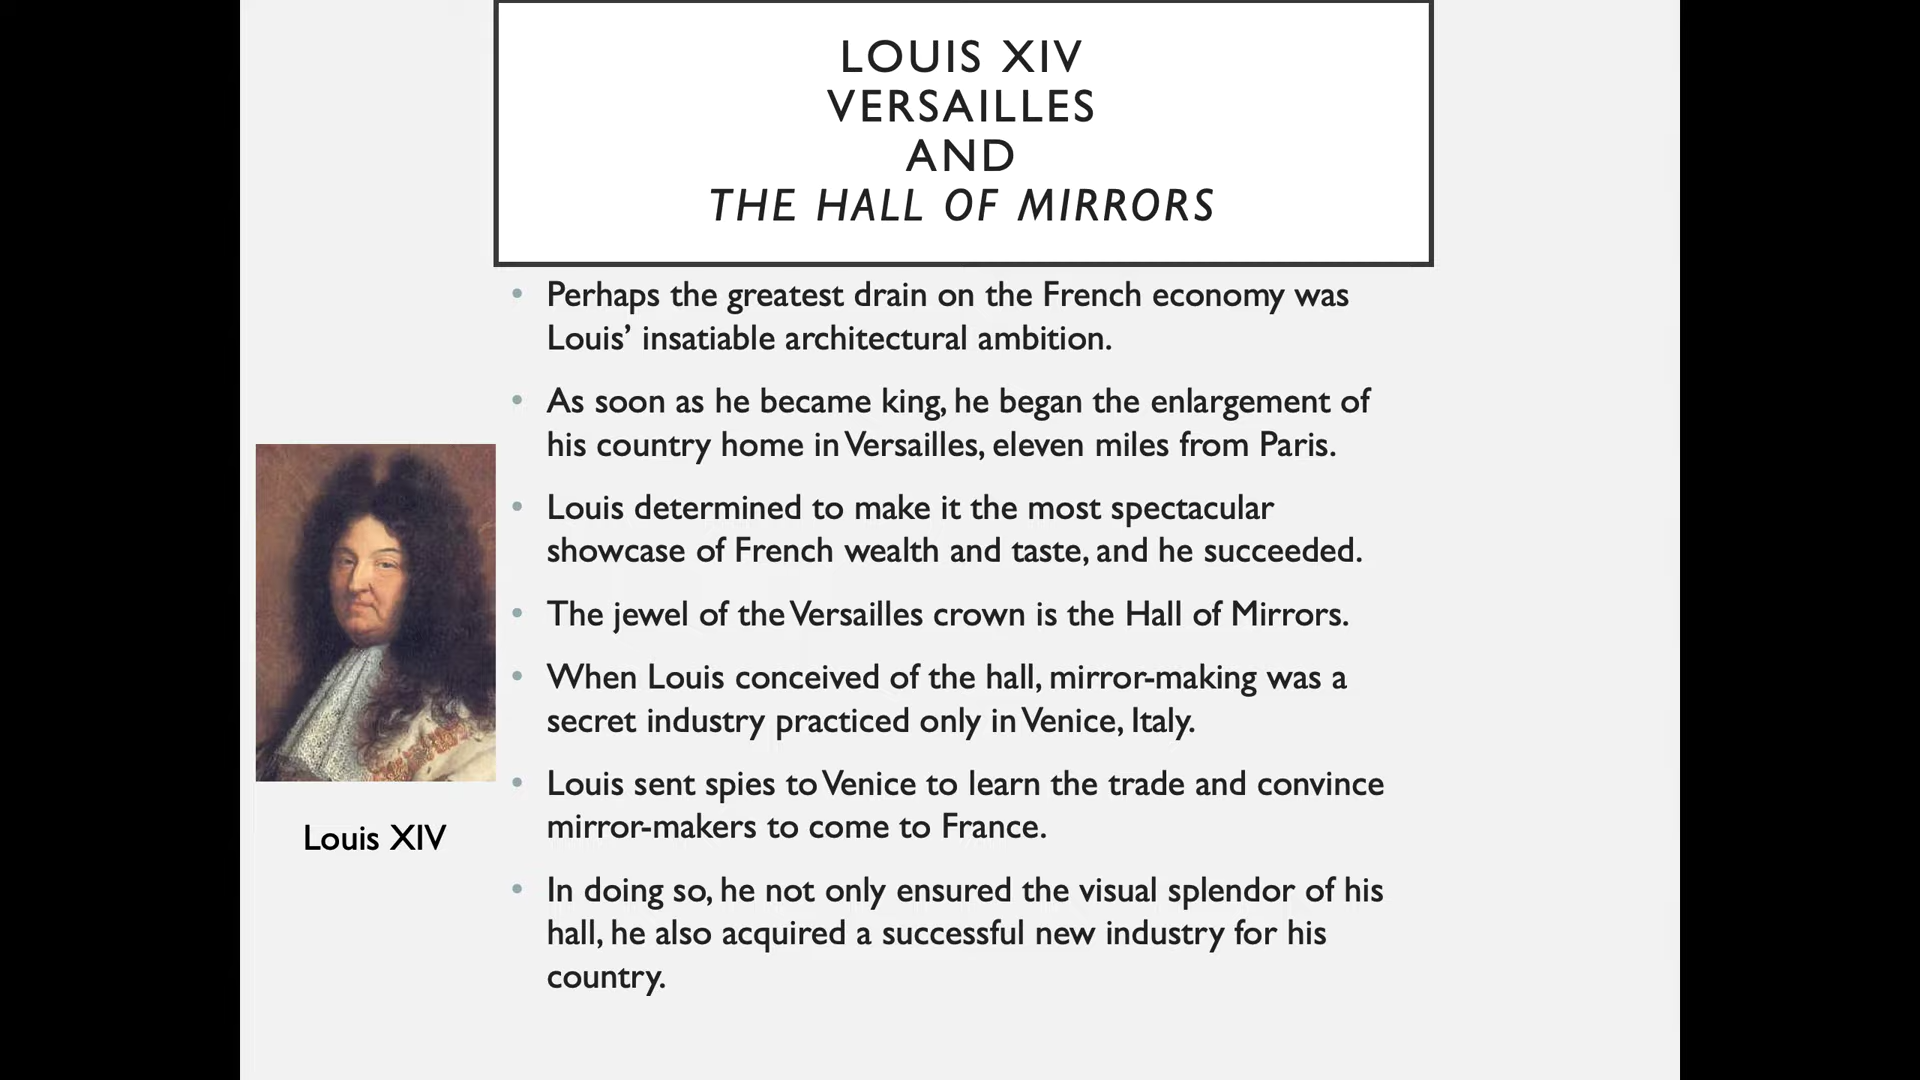 LOUIS XIV
VERSAILLES
AND
THE HALL OF MIRRORS
• Perhaps the greatest drain on the French economy was
Louis’ insatiable architectural ambition.
• As soon as he became king, he began the enlargement of
his country home in Versailles, eleven miles from Paris.
• Louis determined to make it the most spectacular
showcase of French wealth and taste, and he succeeded.
• The jewel of the Versailles crown is the Hall of Mirrors.
• When Louis conceived of the hall, mirror-making was a
secret industry practiced only in Venice, Italy.
• Louis sent spies to Venice to learn the trade and convince
mirror-makers to come to France.
• In doing so, he not only ensured the visual splendor of his
hall, he also acquired a successful new industry for his
country.
Louis XIV